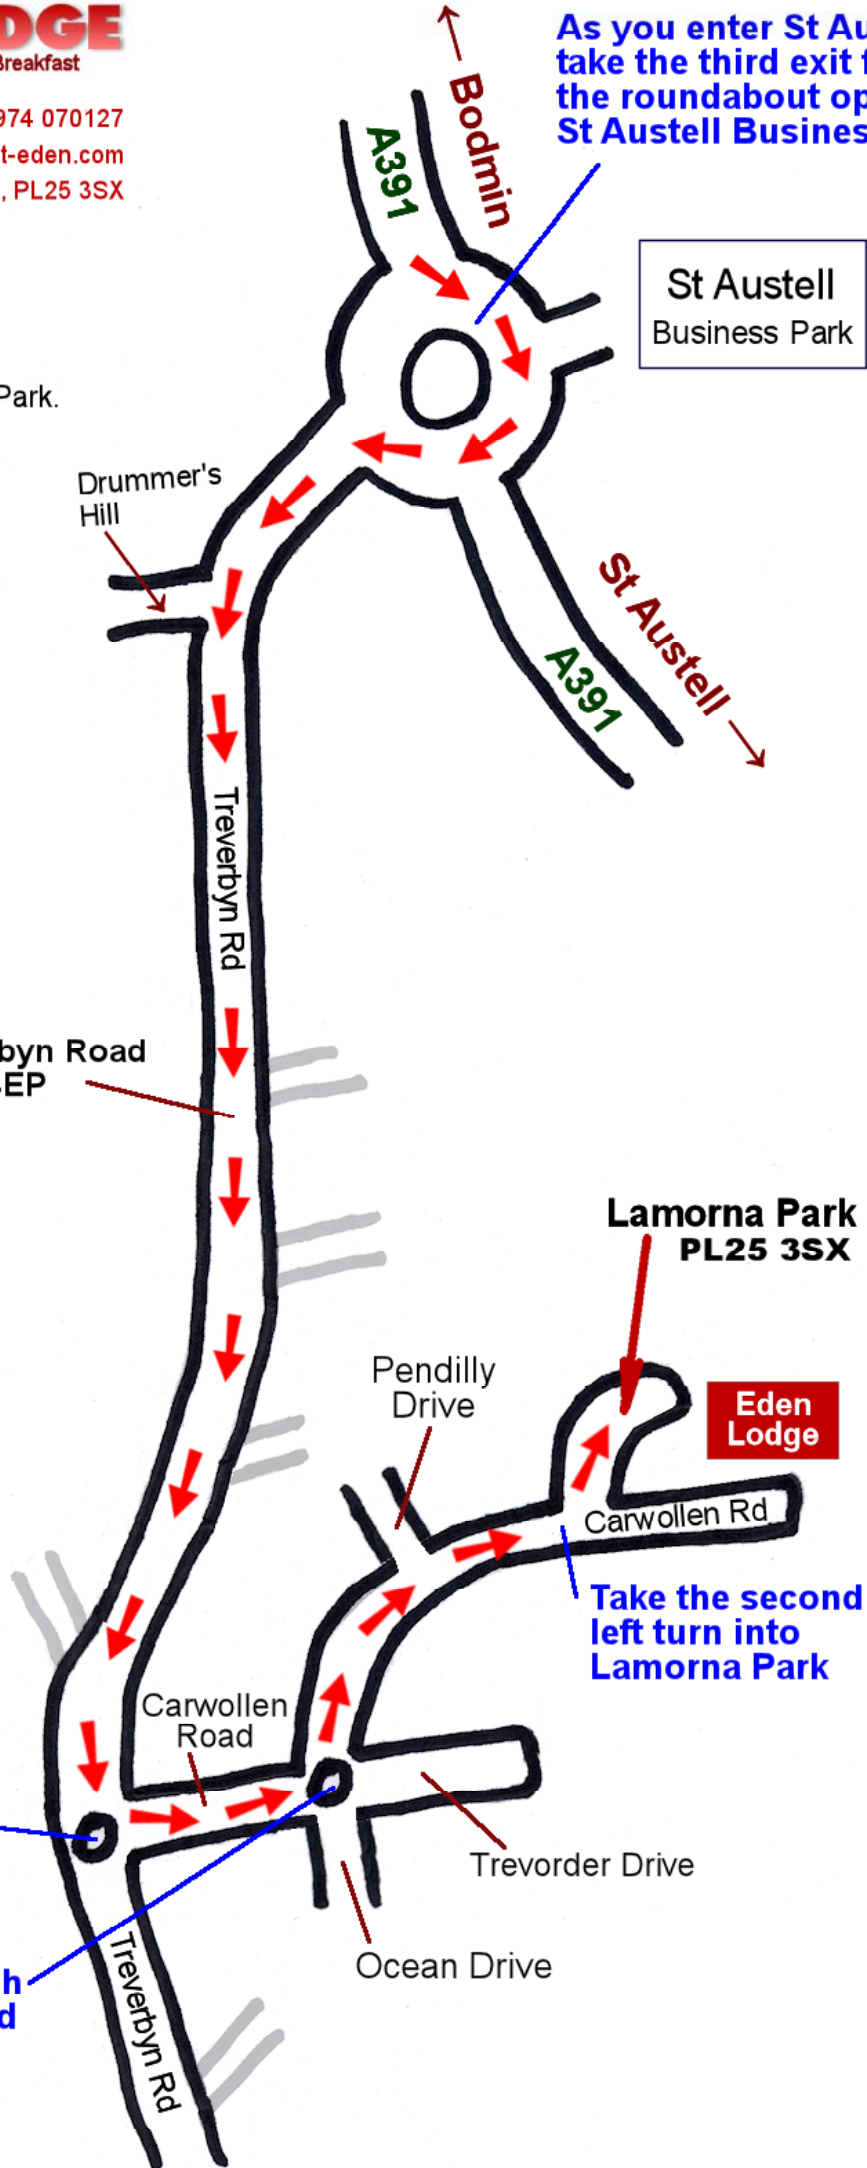 DGE
Breakfast
974 070127
t-eden.com
, PL25 3SX
As you enter St Au
take the third exit f
the roundabout op
St Austell Busines
Bodmin
A391
St Austell
Business Park
Park.
Drummer's
Hill
St Austell
A391
Treverbyn Rd
byn Road
EP
Lamorna Park
PL25 3SX
Pendilly
Drive
Eden
Lodge
Carwollen Rd
Take the second
left turn into
Lamorna Park
Carwollen
Road
Trevorder Drive
Ocean Drive
h
d
Treverbyn Rd